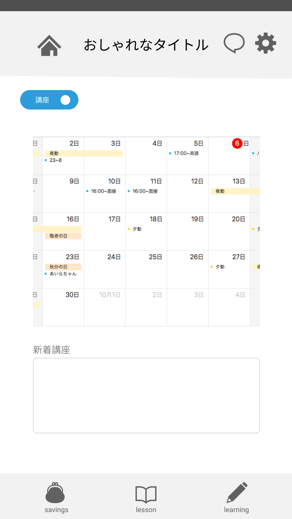 おしゃれなタイトル
講座
日 2日 3日 4日 5日 6 日
夜勤 17:00~英語
23~8
日 9日 10日 11日 12日 13日
16:00~面接 16:00~面接 夜勤
日 16日 17日 18日 19日 20日
夕勤
敬老の日
日 23日 24日 25日 26日 27日
秋分の日 夕勤
あいらちゃん
日 30日 10月1日 2日 3日 4日
新着講座
savings lesson learning